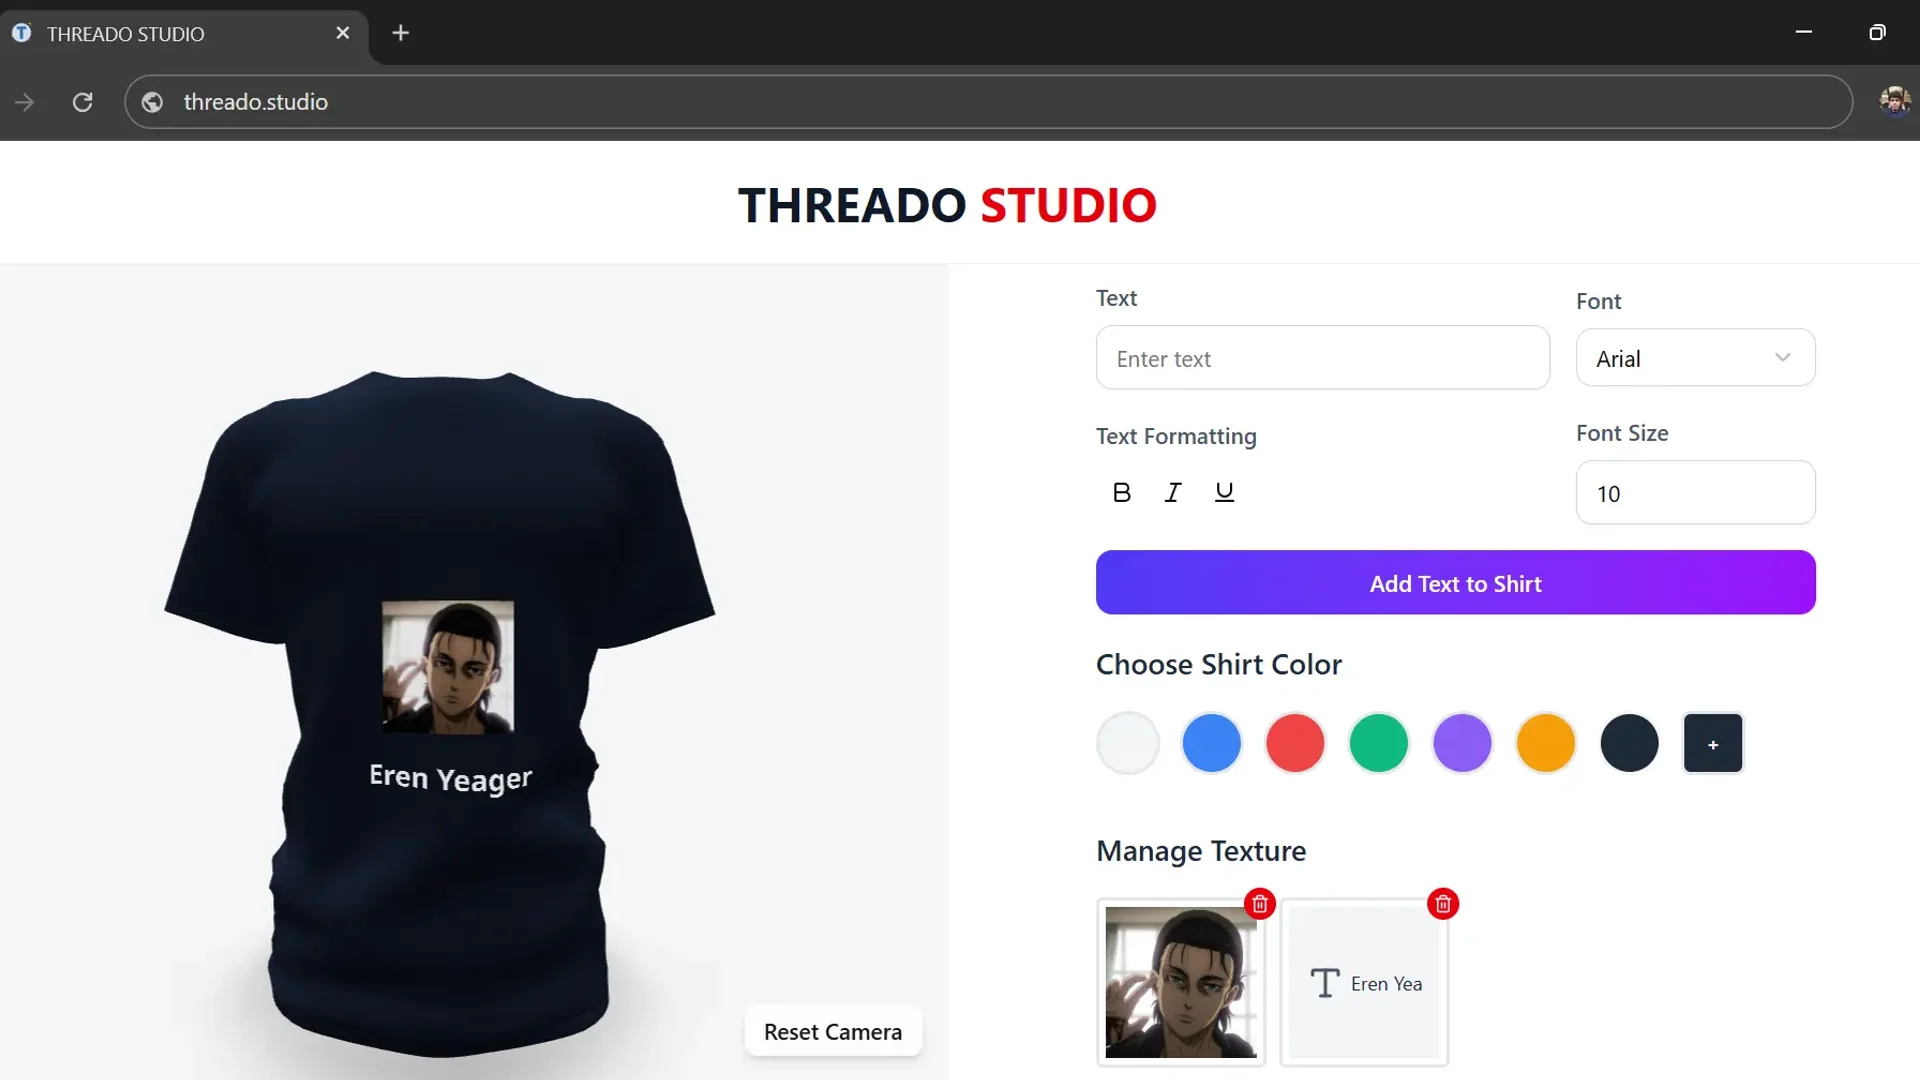 THREADO STUDIO
threado.studio
THREADO STUDIO
Text
Font
Enter text
Arial
Text Formatting
Font Size
B I U
10
Add Text to Shirt
Choose Shirt Color
+
Eren Yeager
Manage Texture
T Eren Yea
Reset Camera